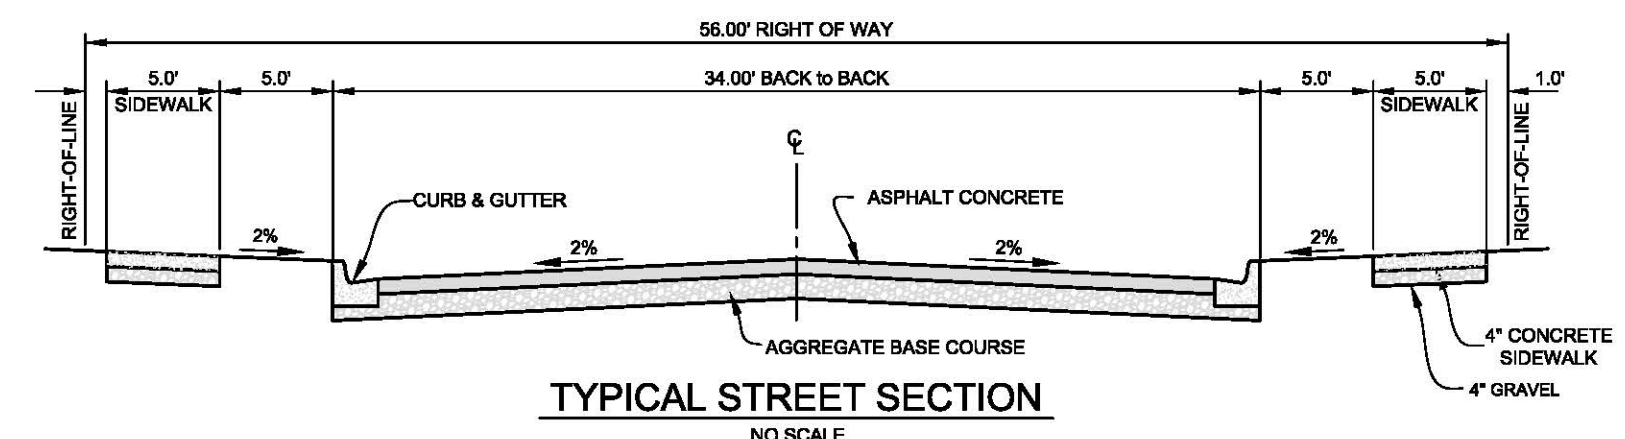 56.00' RIGHT OF WAY
5.0' 5.0' 34.00' BACK to BACK 5.0' 5.0' 1.0'
SIDEWALK SIDEWALK
RIGHT-OF-LINE
RIGHT-OF-LINE
CL
CURB & GUTTER
ASPHALT CONCRETE
2% 2% 2% 2%
AGGREGATE BASE COURSE
4" CONCRETE
SIDEWALK
4" GRAVEL
TYPICAL STREET SECTION
NO SCALE